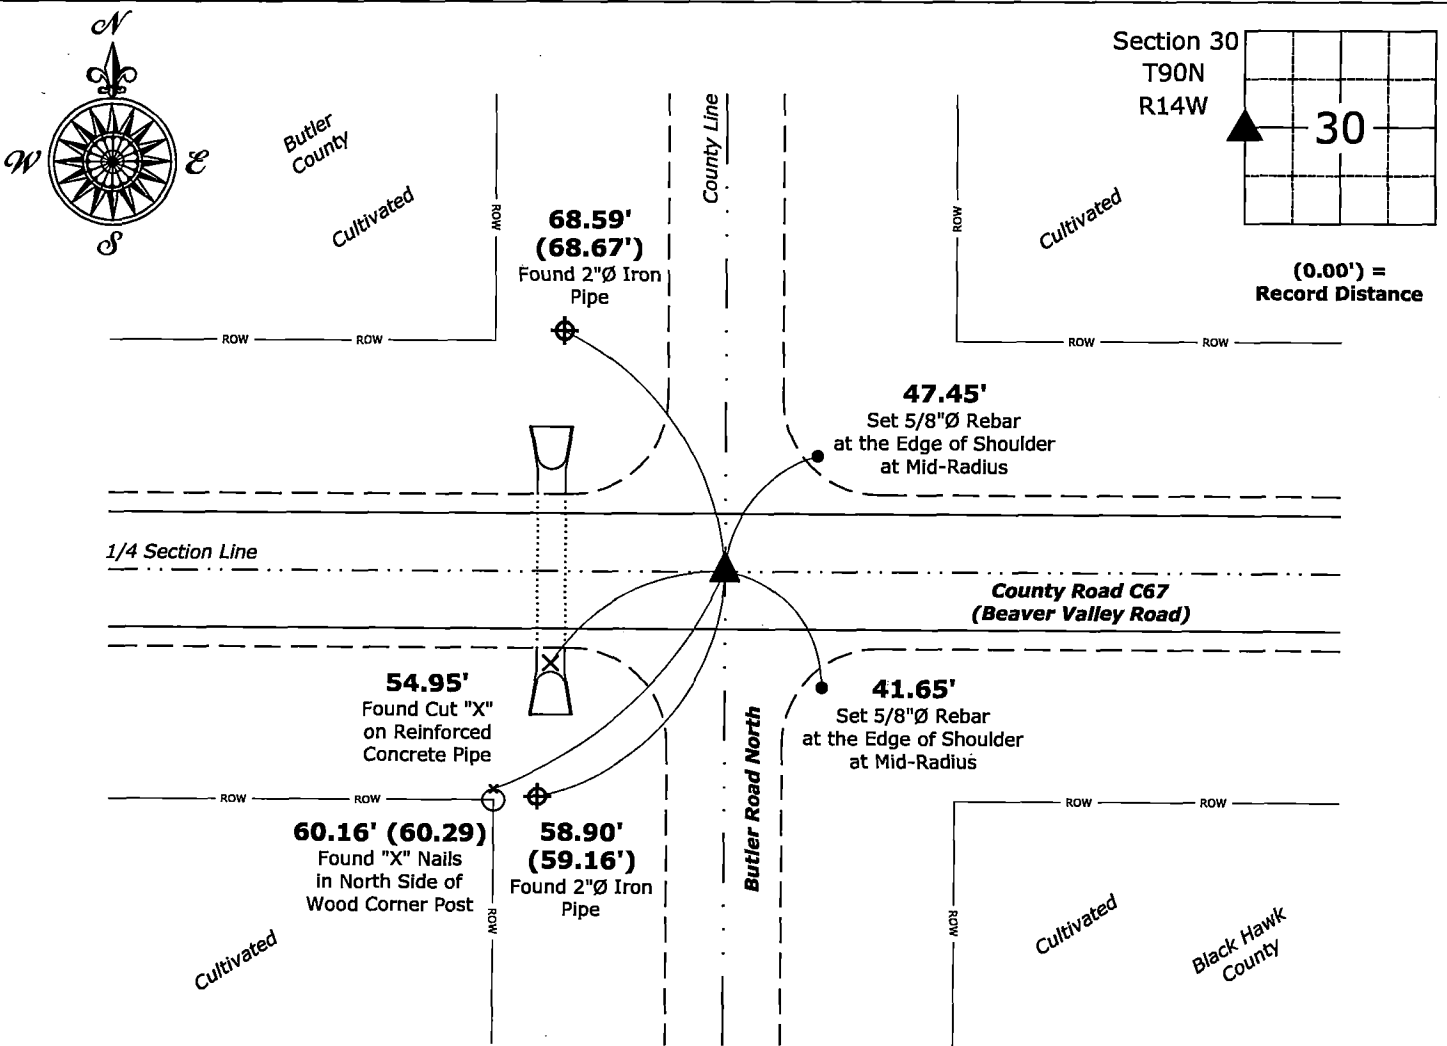 N
W
E
S
Butler
County
Cultivated
ROW
County Line
ROW
Cultivated
Section 30
T90N
R14W
30
(0.00') =
Record Distance
68.59'
(68.67')
Found 2"Ø Iron
Pipe
ROW
ROW
ROW
ROW
47.45'
Set 5/8"Ø Rebar
at the Edge of Shoulder
at Mid-Radius
1/4 Section Line
County Road C67
(Beaver Valley Road)
54.95'
Found Cut "X"
on Reinforced
Concrete Pipe
41.65'
Set 5/8"Ø Rebar
at the Edge of Shoulder
at Mid-Radius
Butler Road North
ROW
ROW
ROW
ROW
60.16' (60.29)
Found "X" Nails
in North Side of
Wood Corner Post
58.90'
(59.16')
Found 2"Ø Iron
Pipe
ROW
ROW
Cultivated
Cultivated
Black Hawk
County